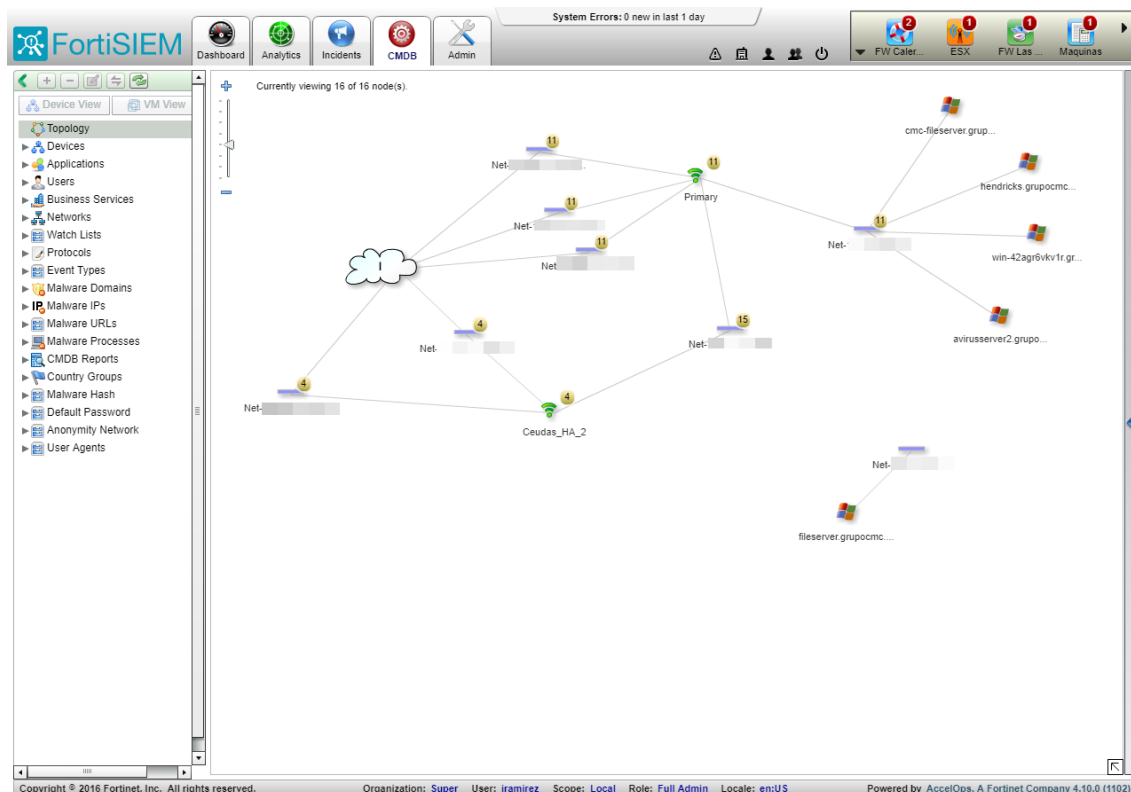 System Errors: 0 new in last 1 day
FortiSIEM
Dashboard
Analytics
Incidents
CMDB
Admin
2
1
1
1
FW Caler...
ESX
FW Las ...
Maquinas
Device View
VM View
Topology
Devices
Applications
Users
Business Services
Networks
Watch Lists
Protocols
Event Types
Malware Domains
IP Malware IPs
Malware URLs
Malware Processes
CMDB Reports
Country Groups
Malware Hash
Default Password
Anonymity Network
User Agents
Currently viewing 16 of 16 node(s).
cmc-fileserver.grup...
11
Net-
11
Primary
hendricks.grupocmc...
11
Net-
11
Net
11
Net-
win-42agr6vkv1r.gr...
I
4
Net-
15
Net-
avirusserver2.grupo...
4
Net-
4
Ceudas_HA_2
Net-
fileserver.grupocmc....
Copyright © 2016 Fortinet, Inc. All rights reserved.
Organization: Super User: iramirez Scope: Local Role: Full Admin Locale: en:US
Powered by AccelOps, A Fortinet Company 4.10.0 (1102)